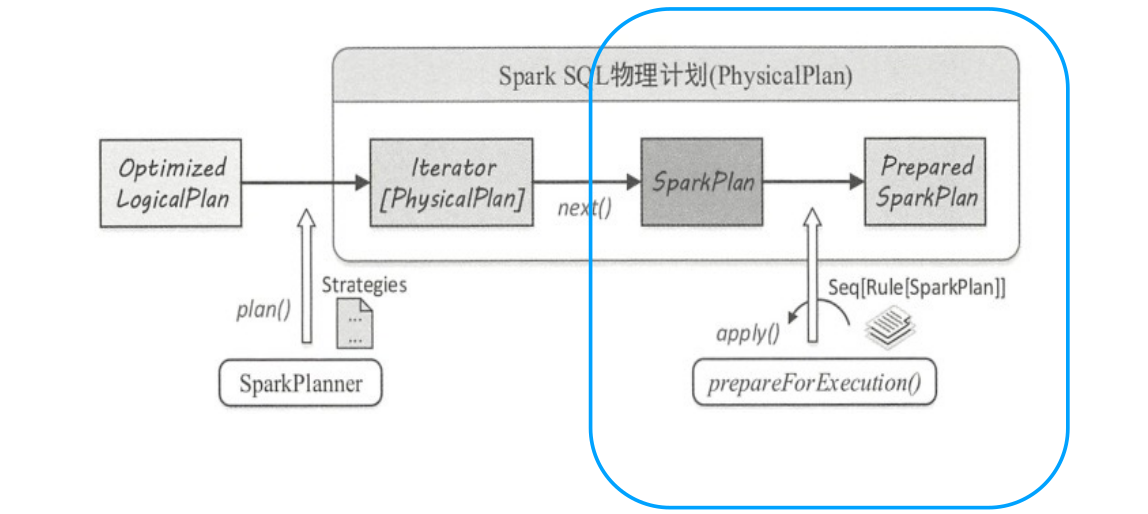 Spark SQL物理计划(PhysicalPlan)
Optimized
LogicalPlan
Iterator
[PhysicalPlan]
next()
SparkPlan
Prepared
SparkPlan
plan()
Strategies
...
...
SparkPlanner
apply()
Seq[Rule[SparkPlan]]
prepareForExecution()